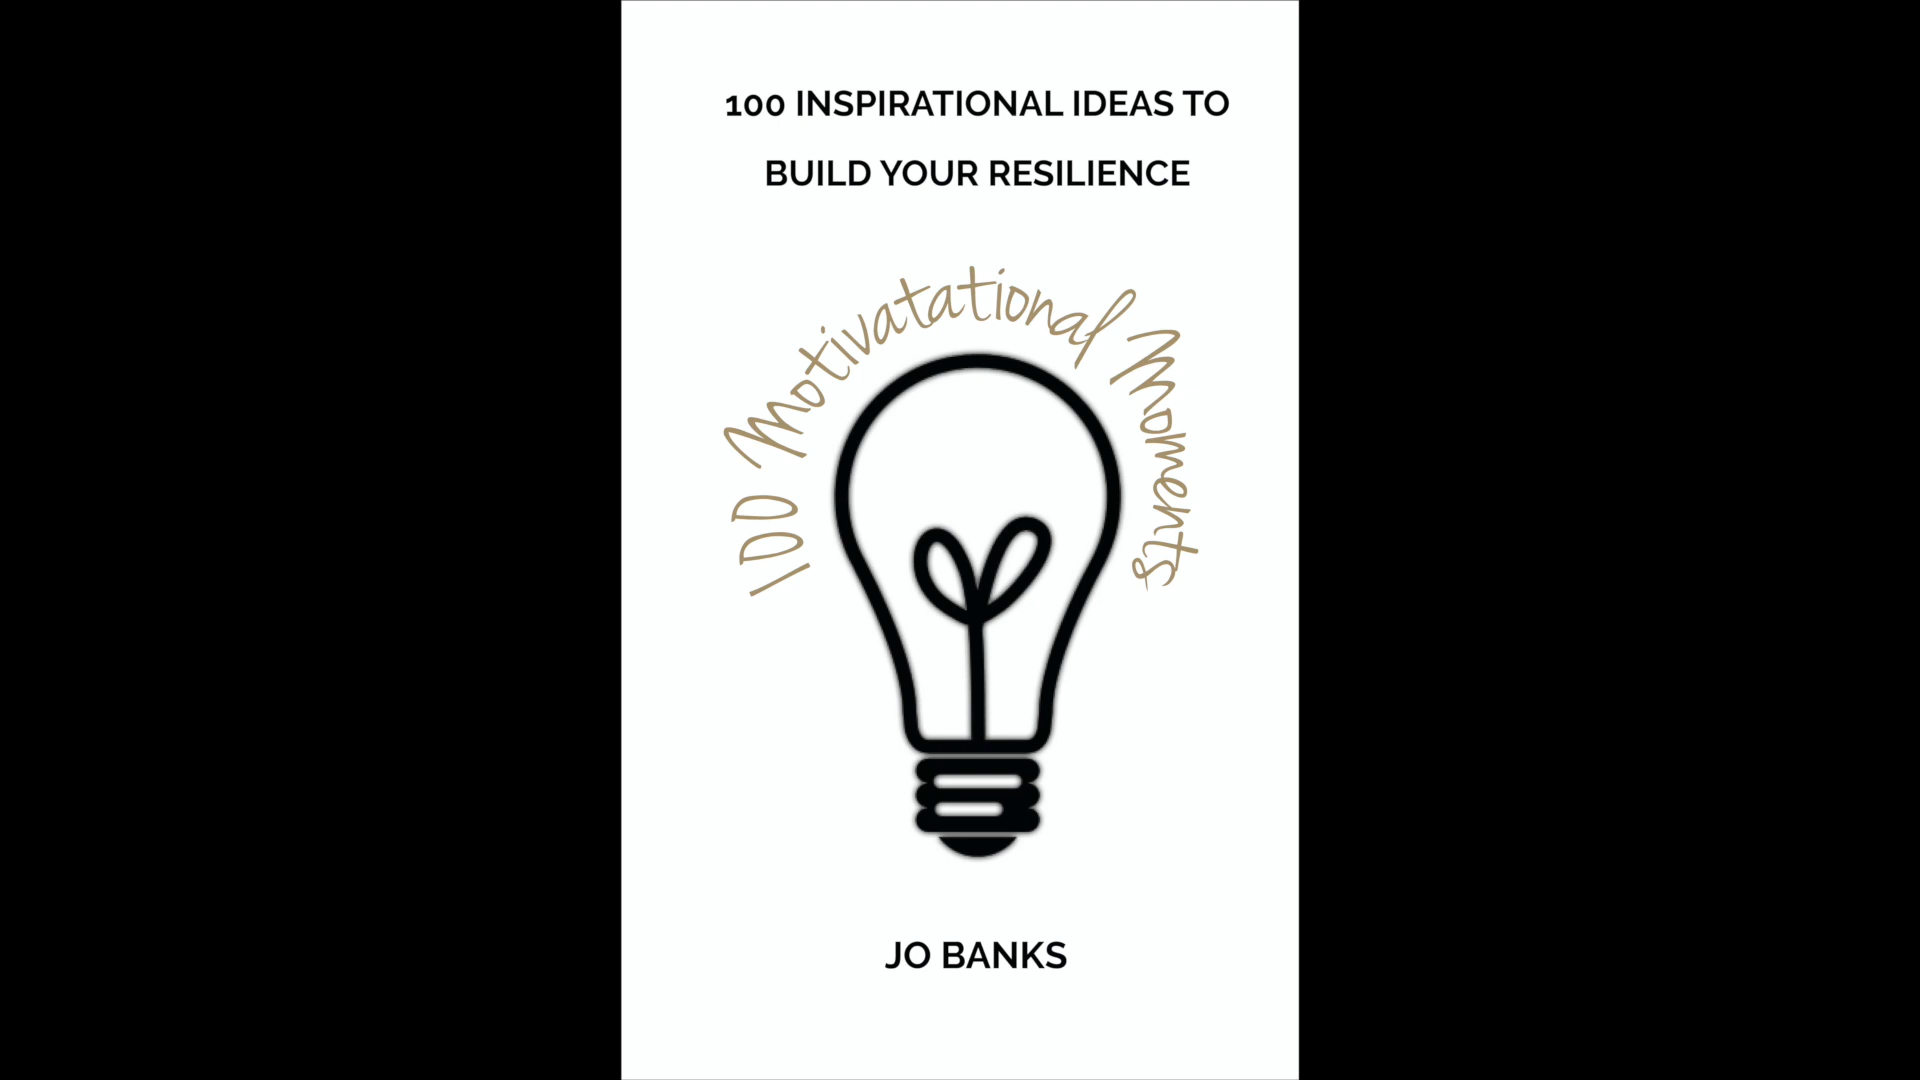 100 INSPIRATIONAL IDEAS TO
BUILD YOUR RESILIENCE
100 Motivatational Moments
JO BANKS